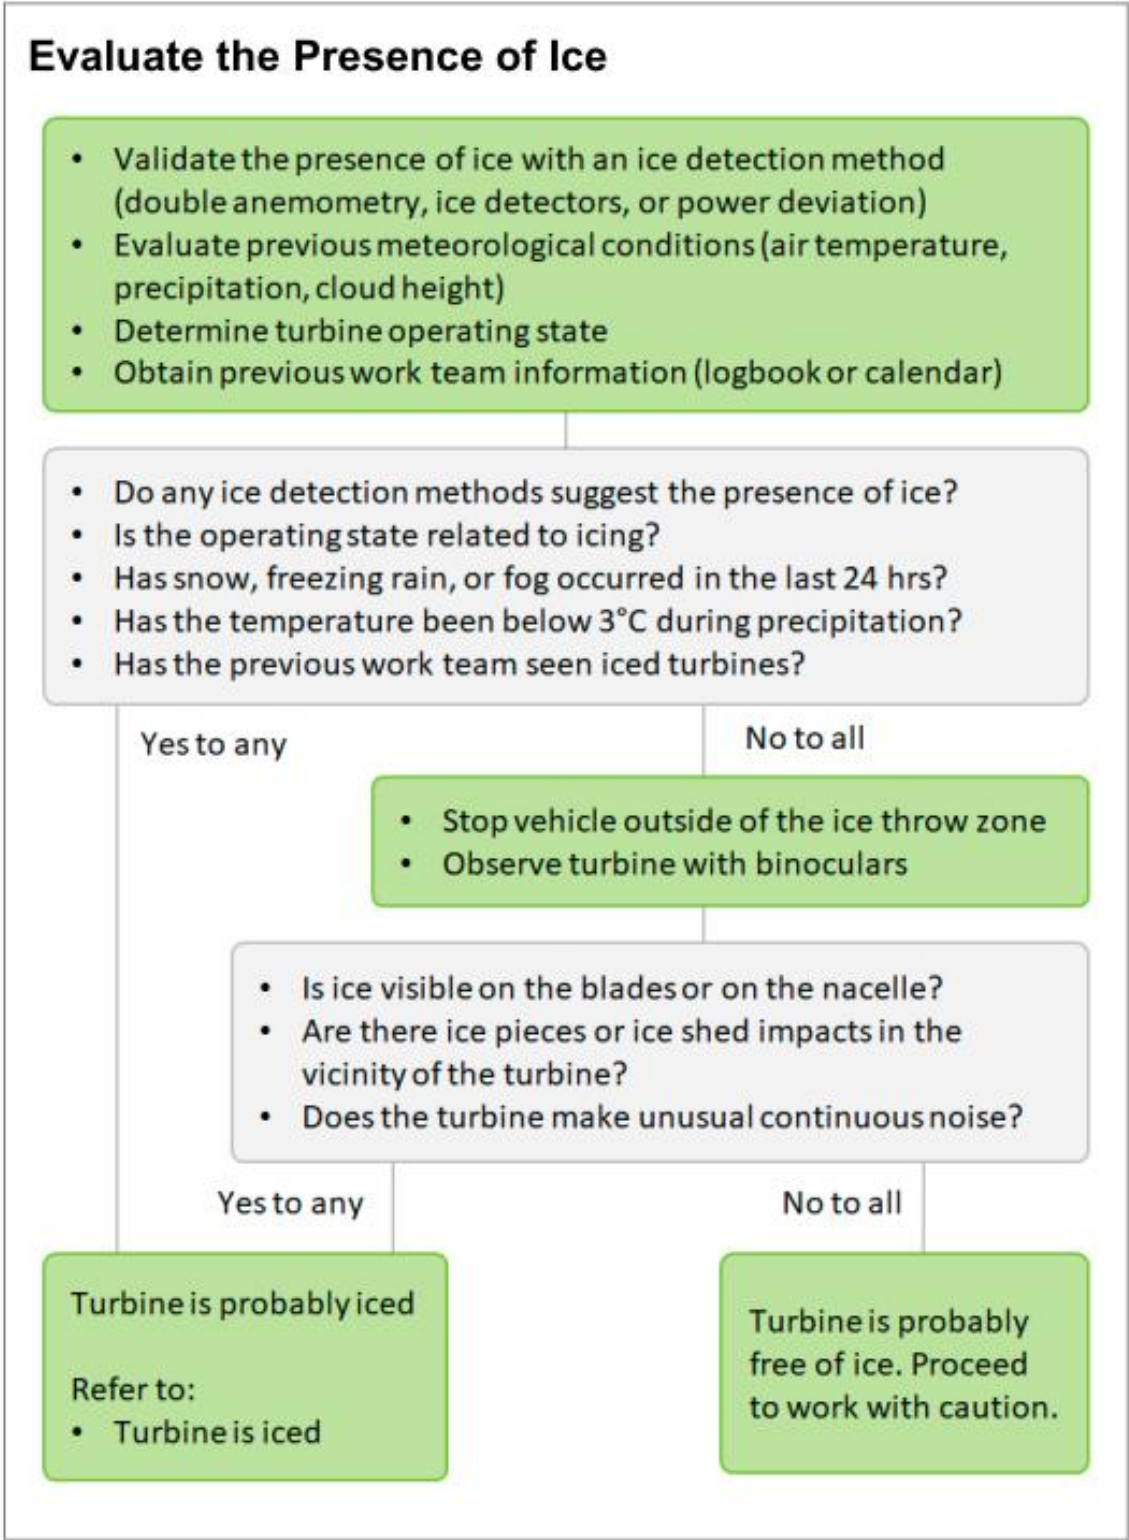 Evaluate the Presence of Ice
• Validate the presence of ice with an ice detection method
(double anemometry, ice detectors, or power deviation)
• Evaluate previous meteorological conditions (air temperature,
precipitation, cloud height)
• Determine turbine operating state
• Obtain previous work team information (logbook or calendar)
• Do any ice detection methods suggest the presence of ice?
• Is the operating state related to icing?
• Has snow, freezing rain, or fog occurred in the last 24 hrs?
• Has the temperature been below 3°C during precipitation?
• Has the previous work team seen iced turbines?
Yes to any
No to all
• Stop vehicle outside of the ice throw zone
• Observe turbine with binoculars
• Is ice visible on the blades or on the nacelle?
• Are there ice pieces or ice shed impacts in the
vicinity of the turbine?
• Does the turbine make unusual continuous noise?
Yes to any
No to all
Turbine is probably iced
Refer to:
• Turbine is iced
Turbine is probably
free of ice. Proceed
to work with caution.